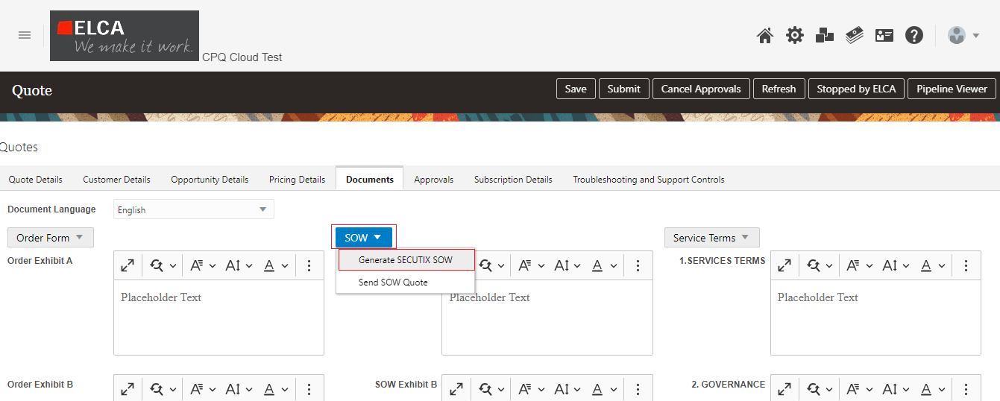 ELCA
We make it work.
CPQ Cloud Test
Quote
Save Submit Cancel Approvals Refresh Stopped by ELCA Pipeline Viewer
Quotes
Quote Details Customer Details Opportunity Details Pricing Details Documents Approvals Subscription Details Troubleshooting and Support Controls
Document Language English
Order Form SOW Service Terms
Order Exhibit A Generate SECUTIX SOW 1.SERVICES TERMS
Send SOW Quote
Placeholder Text Placeholder Text Placeholder Text
Order Exhibit B SOW Exhibit B 2. GOVERNANCE